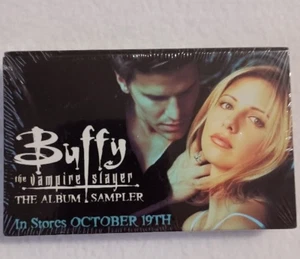 Buffy
the vampire slayer
THE ALBUM SAMPLER
In Stores OCTOBER 19TH